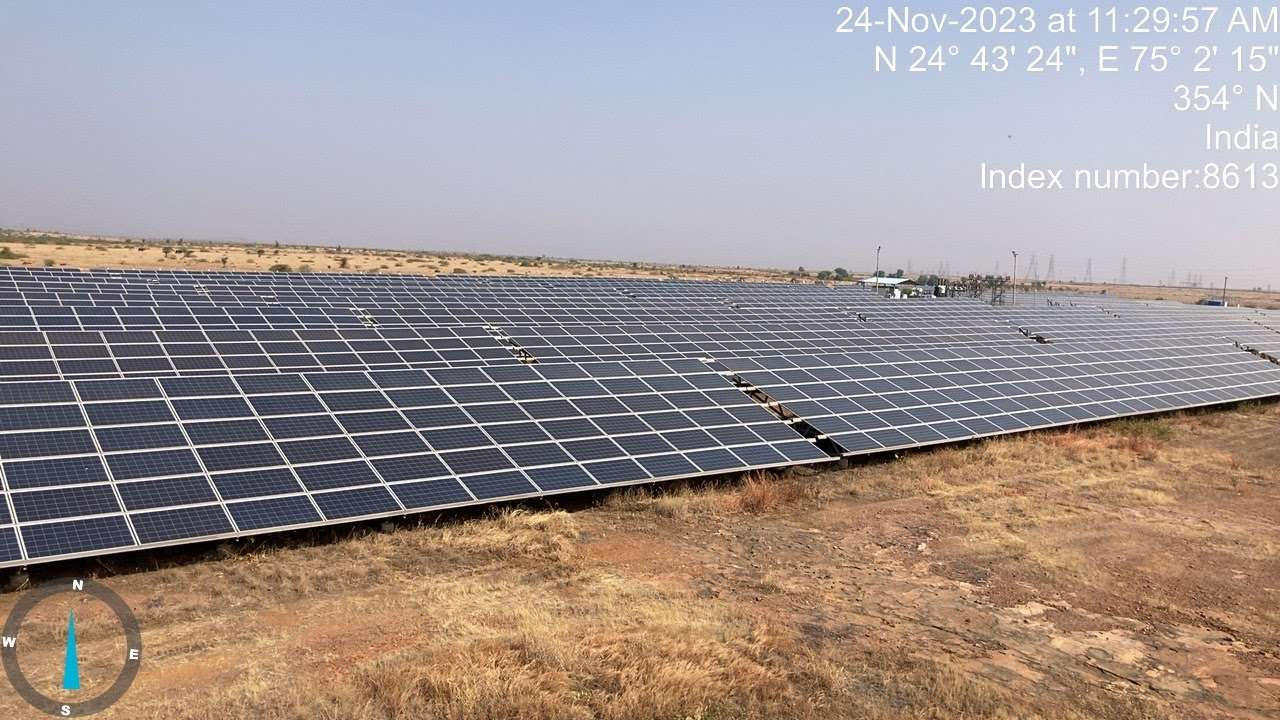 24-Nov-2023 at 11:29:57 AM
N 24° 43' 24", E 75° 2' 15"
354° N
India
Index number:8613
N
W
E
S